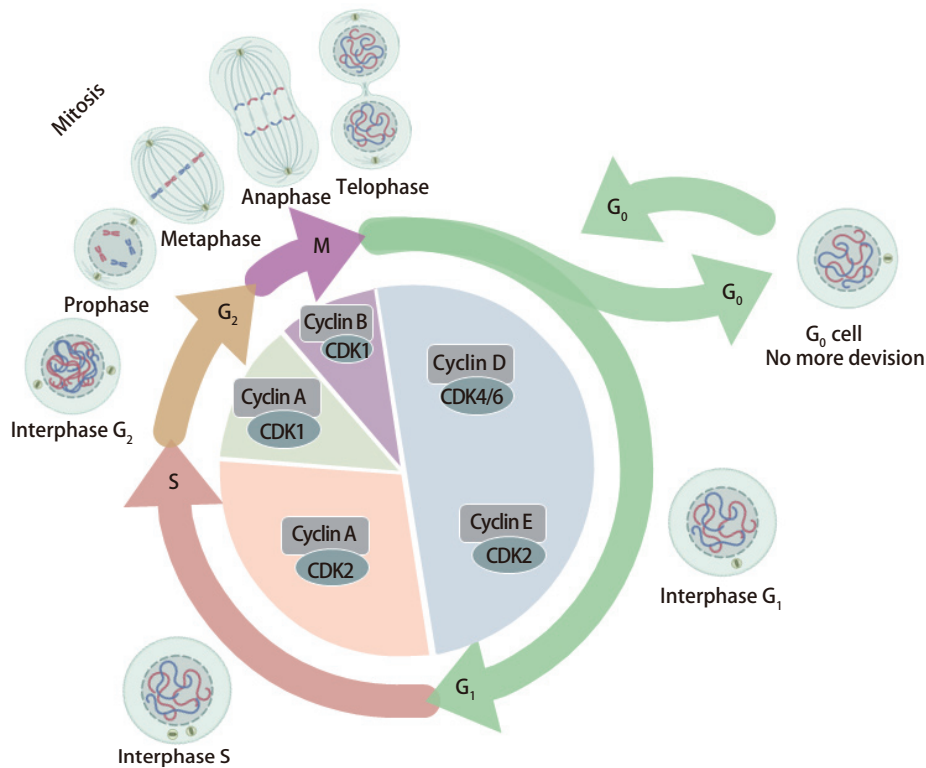 Mitosis
Prophase
Metaphase
Anaphase
Telophase
M
G₂
S
G₁
G₀
G₀
G₀ cell
No more devision
Interphase G₂
Interphase G₁
Interphase S
Cyclin B
CDK1
Cyclin D
CDK4/6
Cyclin A
CDK1
Cyclin A
CDK2
Cyclin E
CDK2